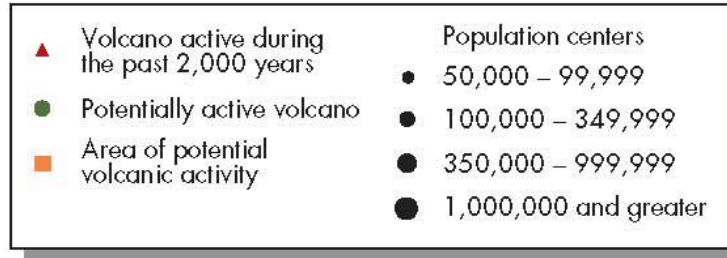 Volcano active during
the past 2,000 years
Potentially active volcano
Area of potential
volcanic activity
Population centers
50,000 – 99,999
100,000 – 349,999
350,000 – 999,999
1,000,000 and greater